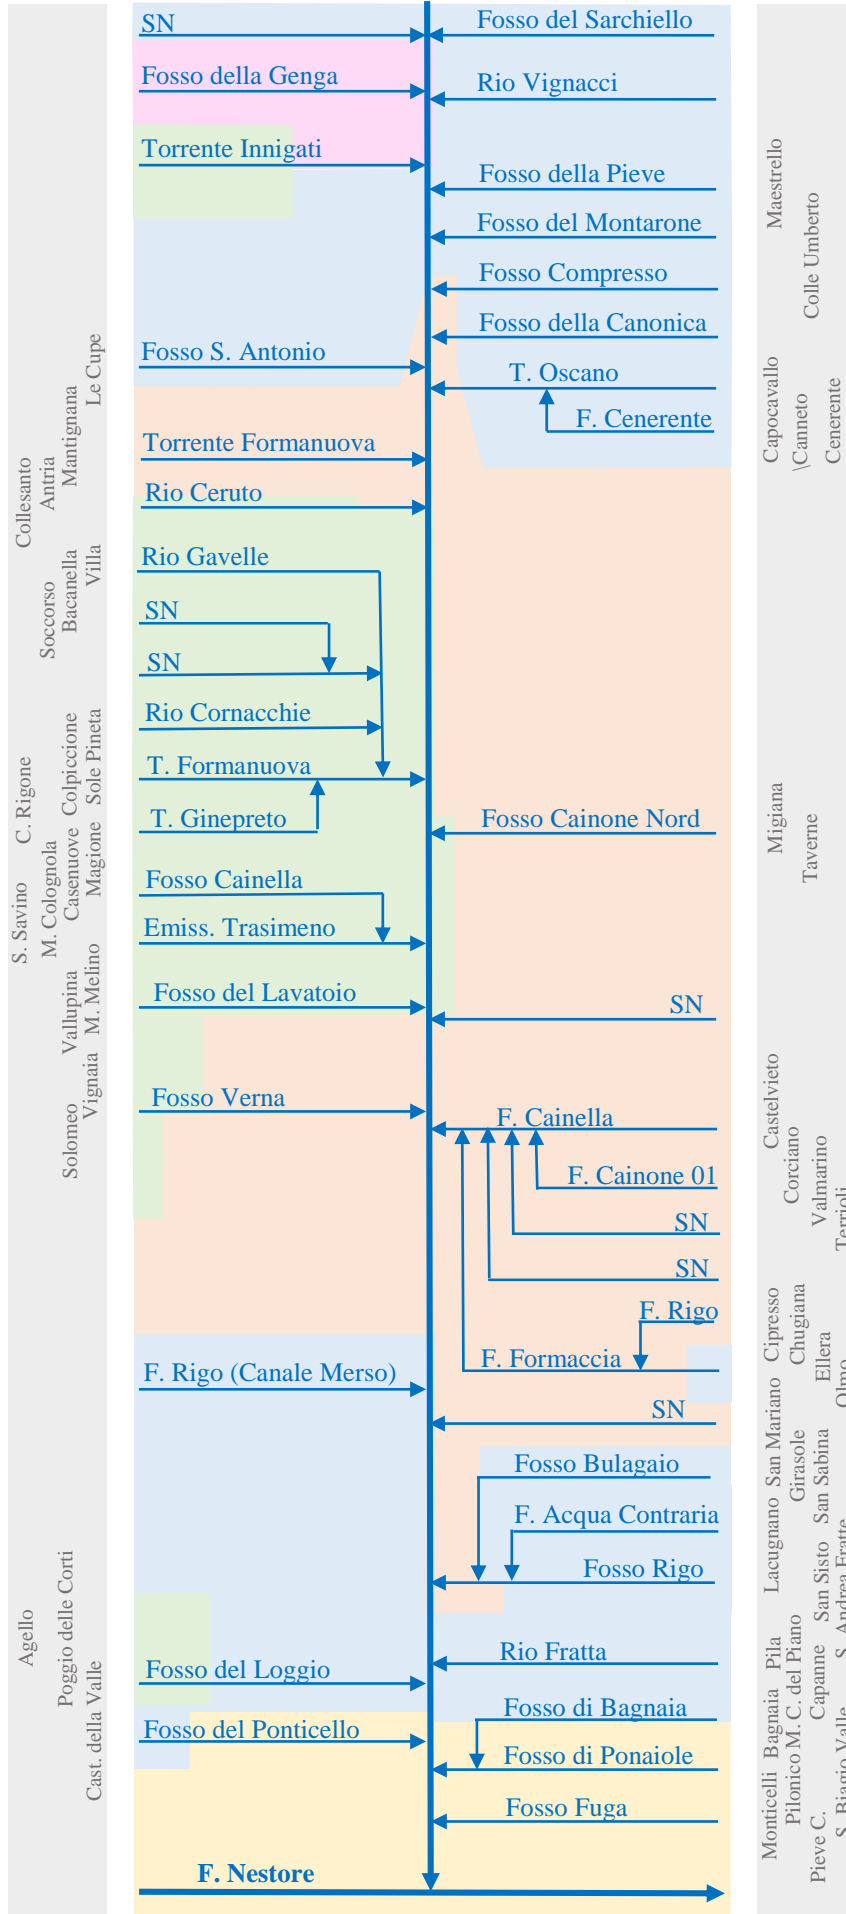 SN
Fosso del Sarchiello
Fosso della Genga
Rio Vignacci
Torrente Innigati
Fosso della Pieve
Fosso del Montarone
Fosso Compresso
Fosso della Canonica
Fosso S. Antonio
T. Oscano
F. Cenerente
Torrente Formanuova
Rio Ceruto
Rio Gavelle
SN
SN
Rio Cornacchie
T. Formanuova
T. Ginepreto
Fosso Cainone Nord
Fosso Cainella
Emiss. Trasimeno
Fosso del Lavatoio
SN
Fosso Verna
F. Cainella
F. Cainone 01
SN
SN
F. Rigo
F. Formaccia
F. Rigo (Canale Merso)
SN
Fosso Bulagaio
F. Acqua Contraria
Fosso Rigo
Rio Fratta
Fosso del Loggio
Fosso di Bagnaia
Fosso del Ponticello
Fosso di Ponaiole
Fosso Fuga
F. Nestore
Collesanto
Antria
Mantignana
Le Cupe
Soccorso
Bacanella
Villa
S. Savino
C. Rigone
M. Colognola
Casenuove
Colpiccione
Magione
Sole Pineta
Solomeo
Vallupina
Vignaia
M. Melino
Agello
Poggio delle Corti
Cast. della Valle
Maestrello
Colle Umberto
Capocavallo
\Canneto
Cenerente
Migiana
Taverne
Castelvieto
Corciano
Valmarino
Terrioli
Cipresso
Chugiana
Ellera
Olmo
San Mariano
Girasole
San Sabina
Lacugnano
San Sisto
S. Andrea Fratte
Pila
M. C. del Piano
Capanne
Bagnaia
Monticelli
Pilonico
Pieve C.
S. Biagio Valle